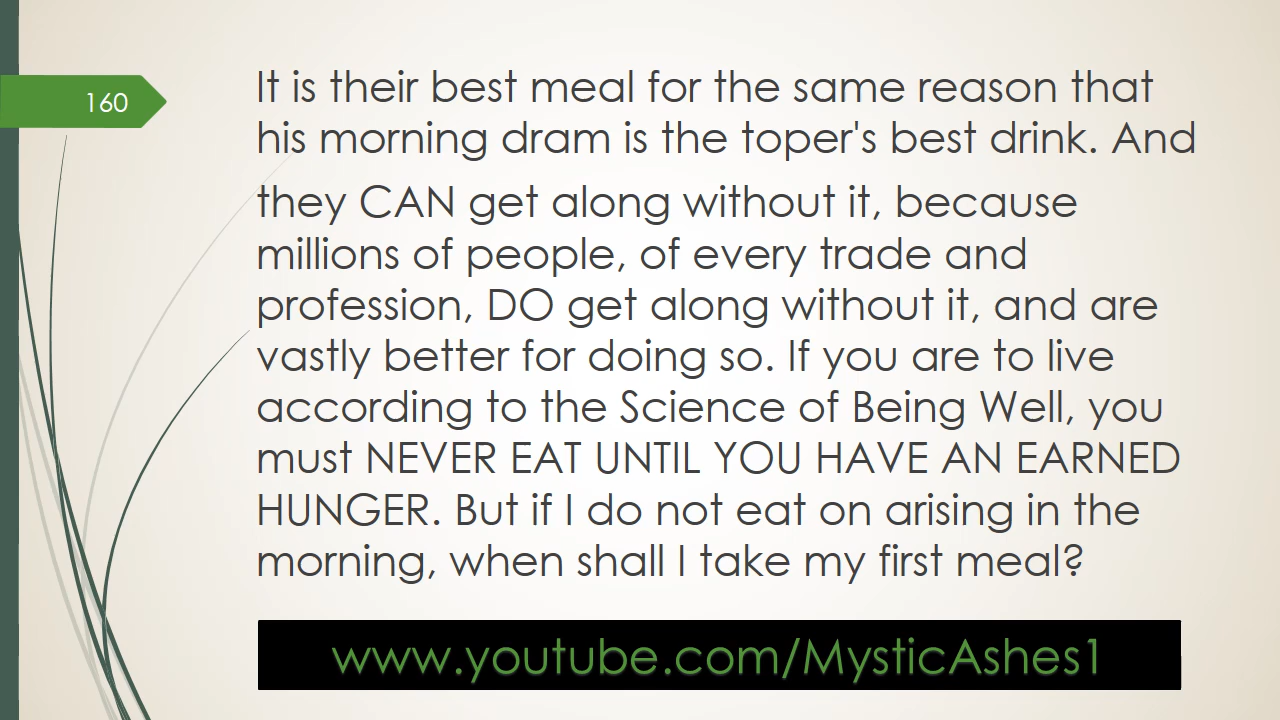 160
It is their best meal for the same reason that
his morning dram is the toper's best drink. And
they CAN get along without it, because
millions of people, of every trade and
profession, DO get along without it, and are
vastly better for doing so. If you are to live
according to the Science of Being Well, you
must NEVER EAT UNTIL YOU HAVE AN EARNED
HUNGER. But if I do not eat on arising in the
morning, when shall I take my first meal?
www.youtube.com/MysticAshes1